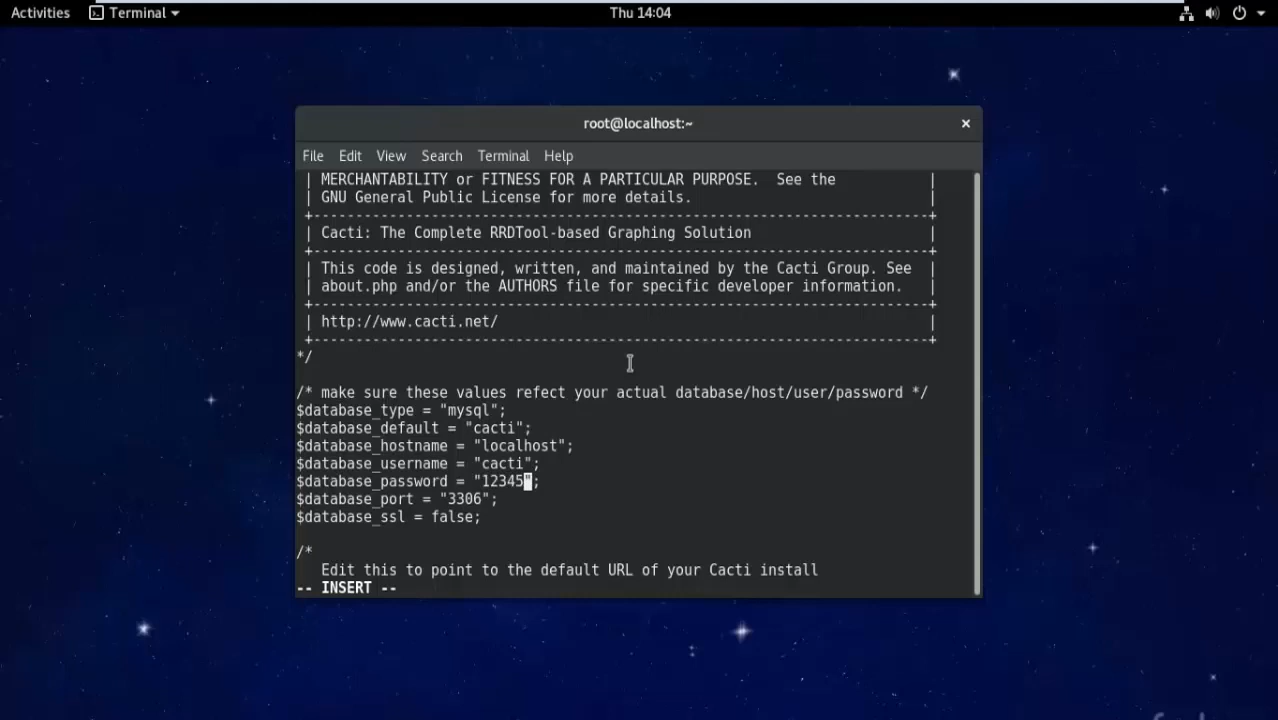 Activities Terminal Thu 14:04
root@localhost:~ ×
File Edit View Search Terminal Help
| MERCHANTABILITY or FITNESS FOR A PARTICULAR PURPOSE.  See the           |
| GNU General Public License for more details.                            |
+-------------------------------------------------------------------------+
| Cacti: The Complete RRDTool-based Graphing Solution                     |
+-------------------------------------------------------------------------+
| This code is designed, written, and maintained by the Cacti Group. See  |
| about.php and/or the AUTHORS file for specific developer information.   |
+-------------------------------------------------------------------------+
| http://www.cacti.net/                                                   |
+-------------------------------------------------------------------------+
*/
/* make sure these values refect your actual database/host/user/password */
$database_type = "mysql";
$database_default = "cacti";
$database_hostname = "localhost";
$database_username = "cacti";
$database_password = "12345";
$database_port = "3306";
$database_ssl = false;
/*
Edit this to point to the default URL of your Cacti install
-- INSERT --